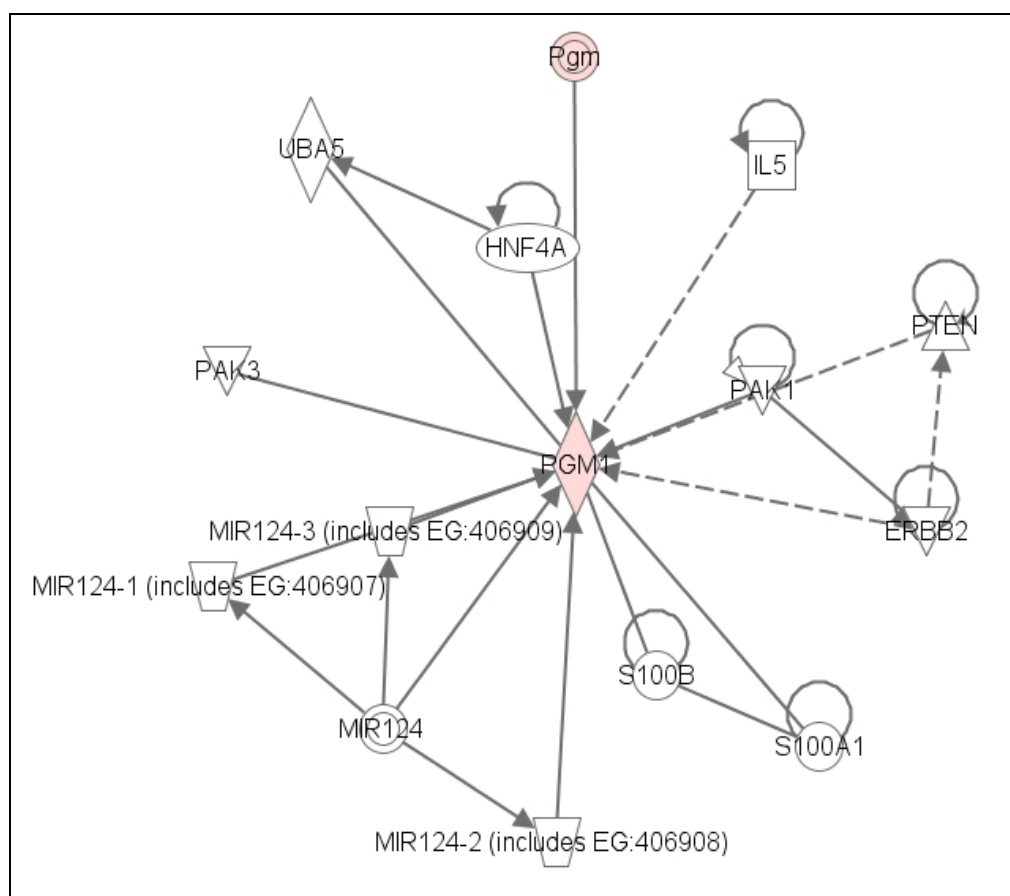 Pgm
UBA5
IL5
HNF4A
PTEN
PAK3
PAK1
PGM1
MIR124-3 (includes EG:406909)
ERBB2
MIR124-1 (includes EG:406907)
S100B
MIR124
S100A1
MIR124-2 (includes EG:406908)